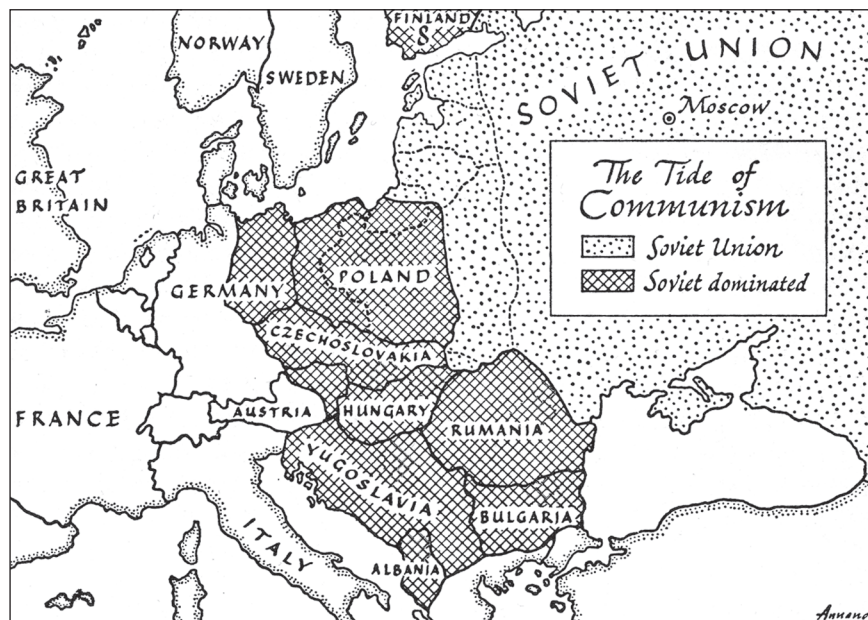 FINLAND
S
NORWAY
SWEDEN
SOVIET UNION
Moscow
GREAT
BRITAIN
The Tide of
Communism
Soviet Union
Soviet dominated
GERMANY
POLAND
CZECHOSLOVAKIA
FRANCE
AUSTRIA
HUNGARY
RUMANIA
YUGOSLAVIA
BULGARIA
ITALY
ALBANIA